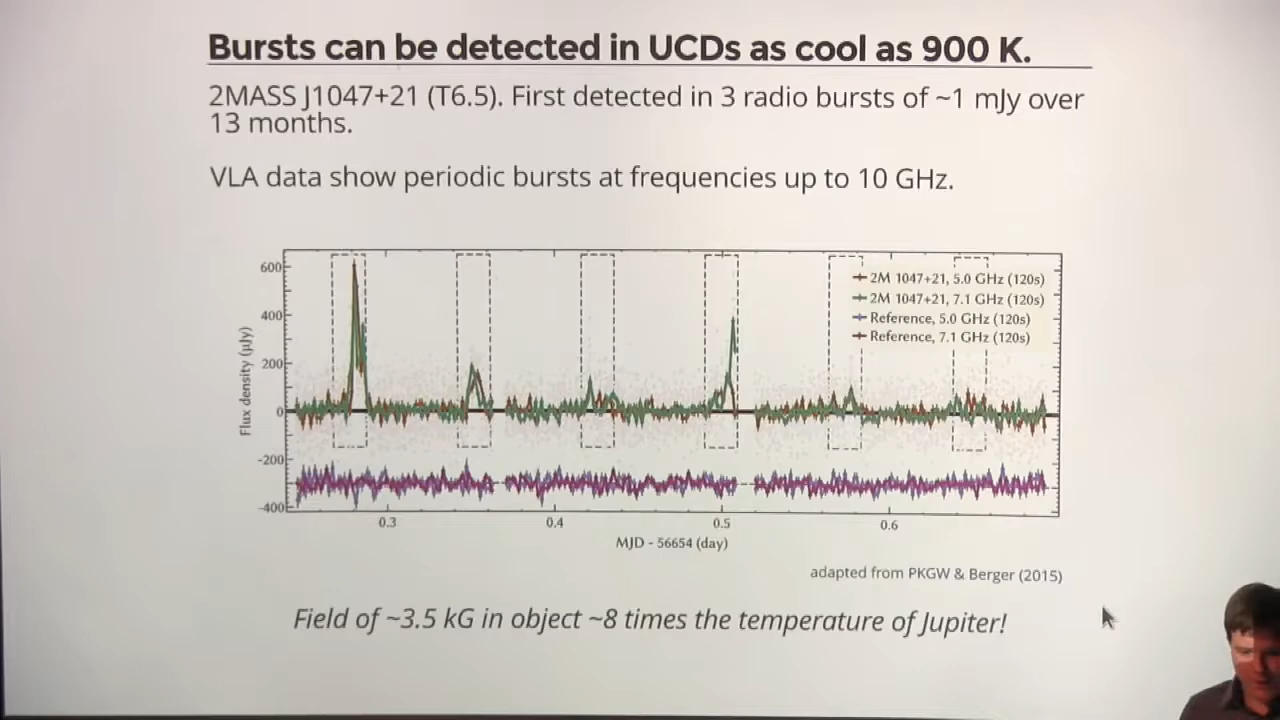 Bursts can be detected in UCDs as cool as 900 K.
2MASS J1047+21 (T6.5). First detected in 3 radio bursts of ~1 mJy over
13 months.
VLA data show periodic bursts at frequencies up to 10 GHz.
2M 1047+21, 5.0 GHz (120s)
2M 1047+21, 7.1 GHz (120s)
Reference, 5.0 GHz (120s)
Reference, 7.1 GHz (120s)
Flux density (μJy)
600
400
200
0
-200
-400
0.3 0.4 0.5 0.6
MJD - 56654 (day)
adapted from PKGW & Berger (2015)
Field of ~3.5 kG in object ~8 times the temperature of Jupiter!